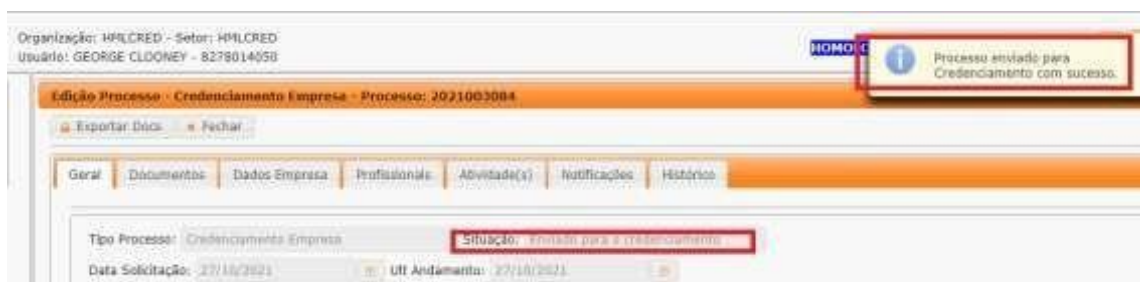 Organização: HMLCRED - Setor: HMLCRED
Usuário: GEORGE CLOONEY - 8278014050
Processo enviado para
Credenciamento com sucesso.
Edição Processo - Credenciamento Empresa - Processo: 2021003084
Exportar Docs Fechar
Geral Documentos Dados Empresa Profissionais Atividade(s) Notificações Histórico
Tipo Processo: Credenciamento Empresa Situação: Enviado para o credenciamento
Data Solicitação: 27/10/2021 Ult Andamento: 27/10/2021